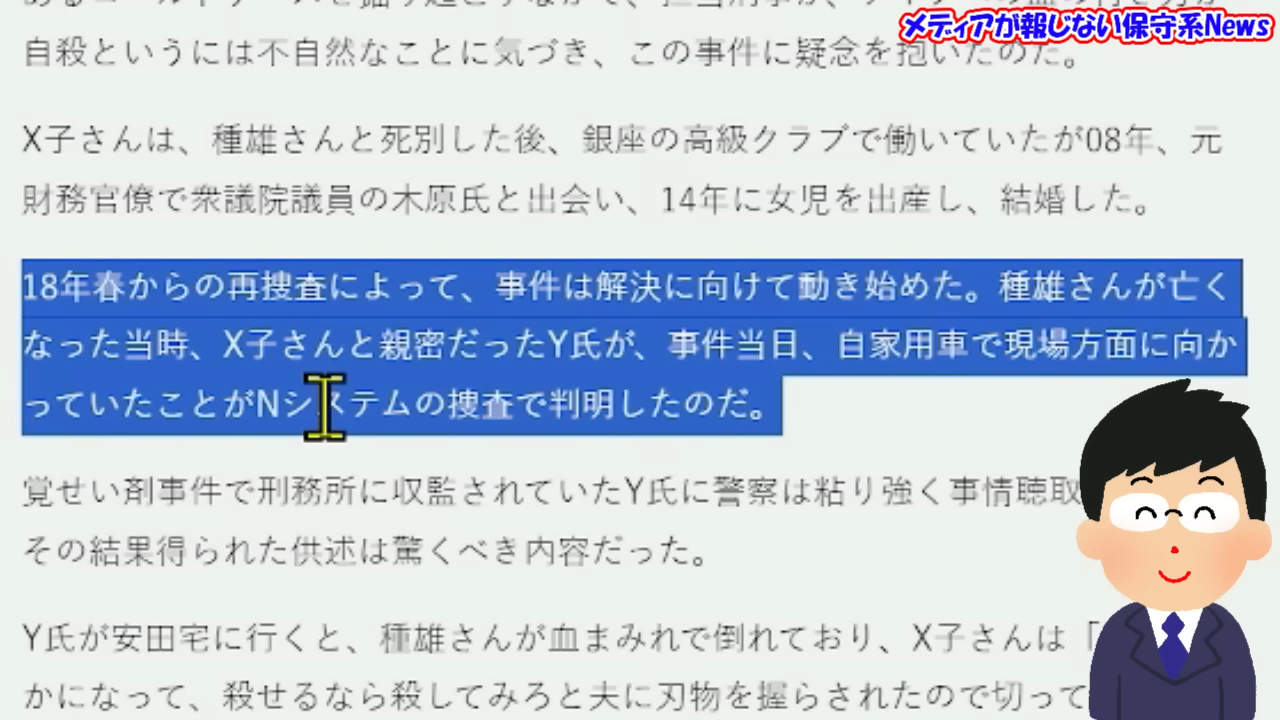 メディアが報じない保守系News
自殺というには不自然なことに気づき、この事件に疑念を抱いたのだ。
X子さんは、種雄さんと死別した後、銀座の高級クラブで働いていたが08年、元
財務官僚で衆議院議員の木原氏と出会い、14年に女児を出産し、結婚した。
18年春からの再捜査によって、事件は解決に向けて動き始めた。種雄さんが亡く
なった当時、X子さんと親密だったY氏が、事件当日、自家用車で現場方面に向か
っていたことがNシステムの捜査で判明したのだ。
覚せい剤事件で刑務所に収監されていたY氏に警察は粘り強く事情聴取
その結果得られた供述は驚くべき内容だった。
Y氏が安田宅に行くと、種雄さんが血まみれで倒れており、X子さんは「
かになって、殺せるなら殺してみろと夫に刃物を握らされたので切って